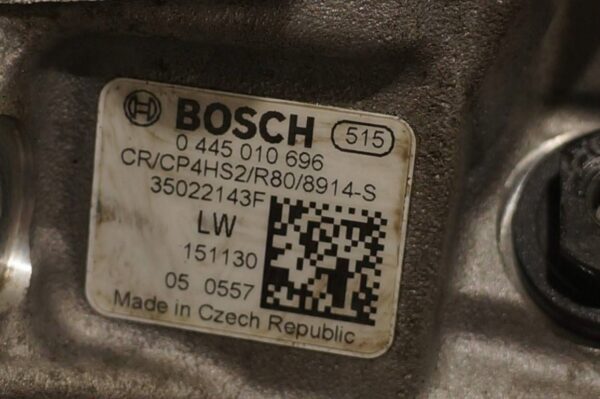 BOSCH 515
0 445 010 696
CR/CP4HS2/R80/8914-S
35022143F
LW
151130
05 0557
Made in Czech Republic